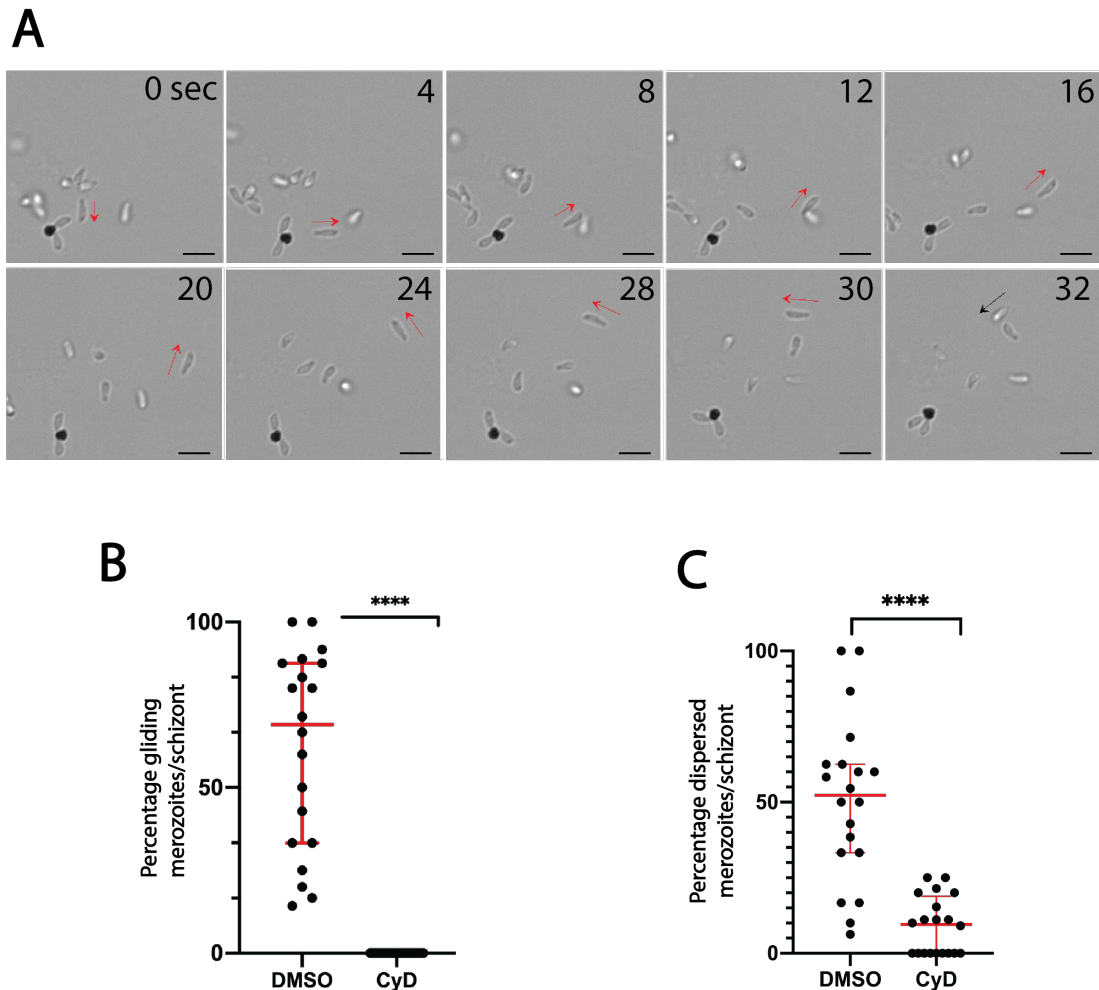 A
0 sec
4
8
12
16
20
24
28
30
32
B
****
100
50
0
Percentage gliding
merozoites/schizont
DMSO
CyD
C
****
100
50
0
Percentage dispersed
merozoites/schizont
DMSO
CyD